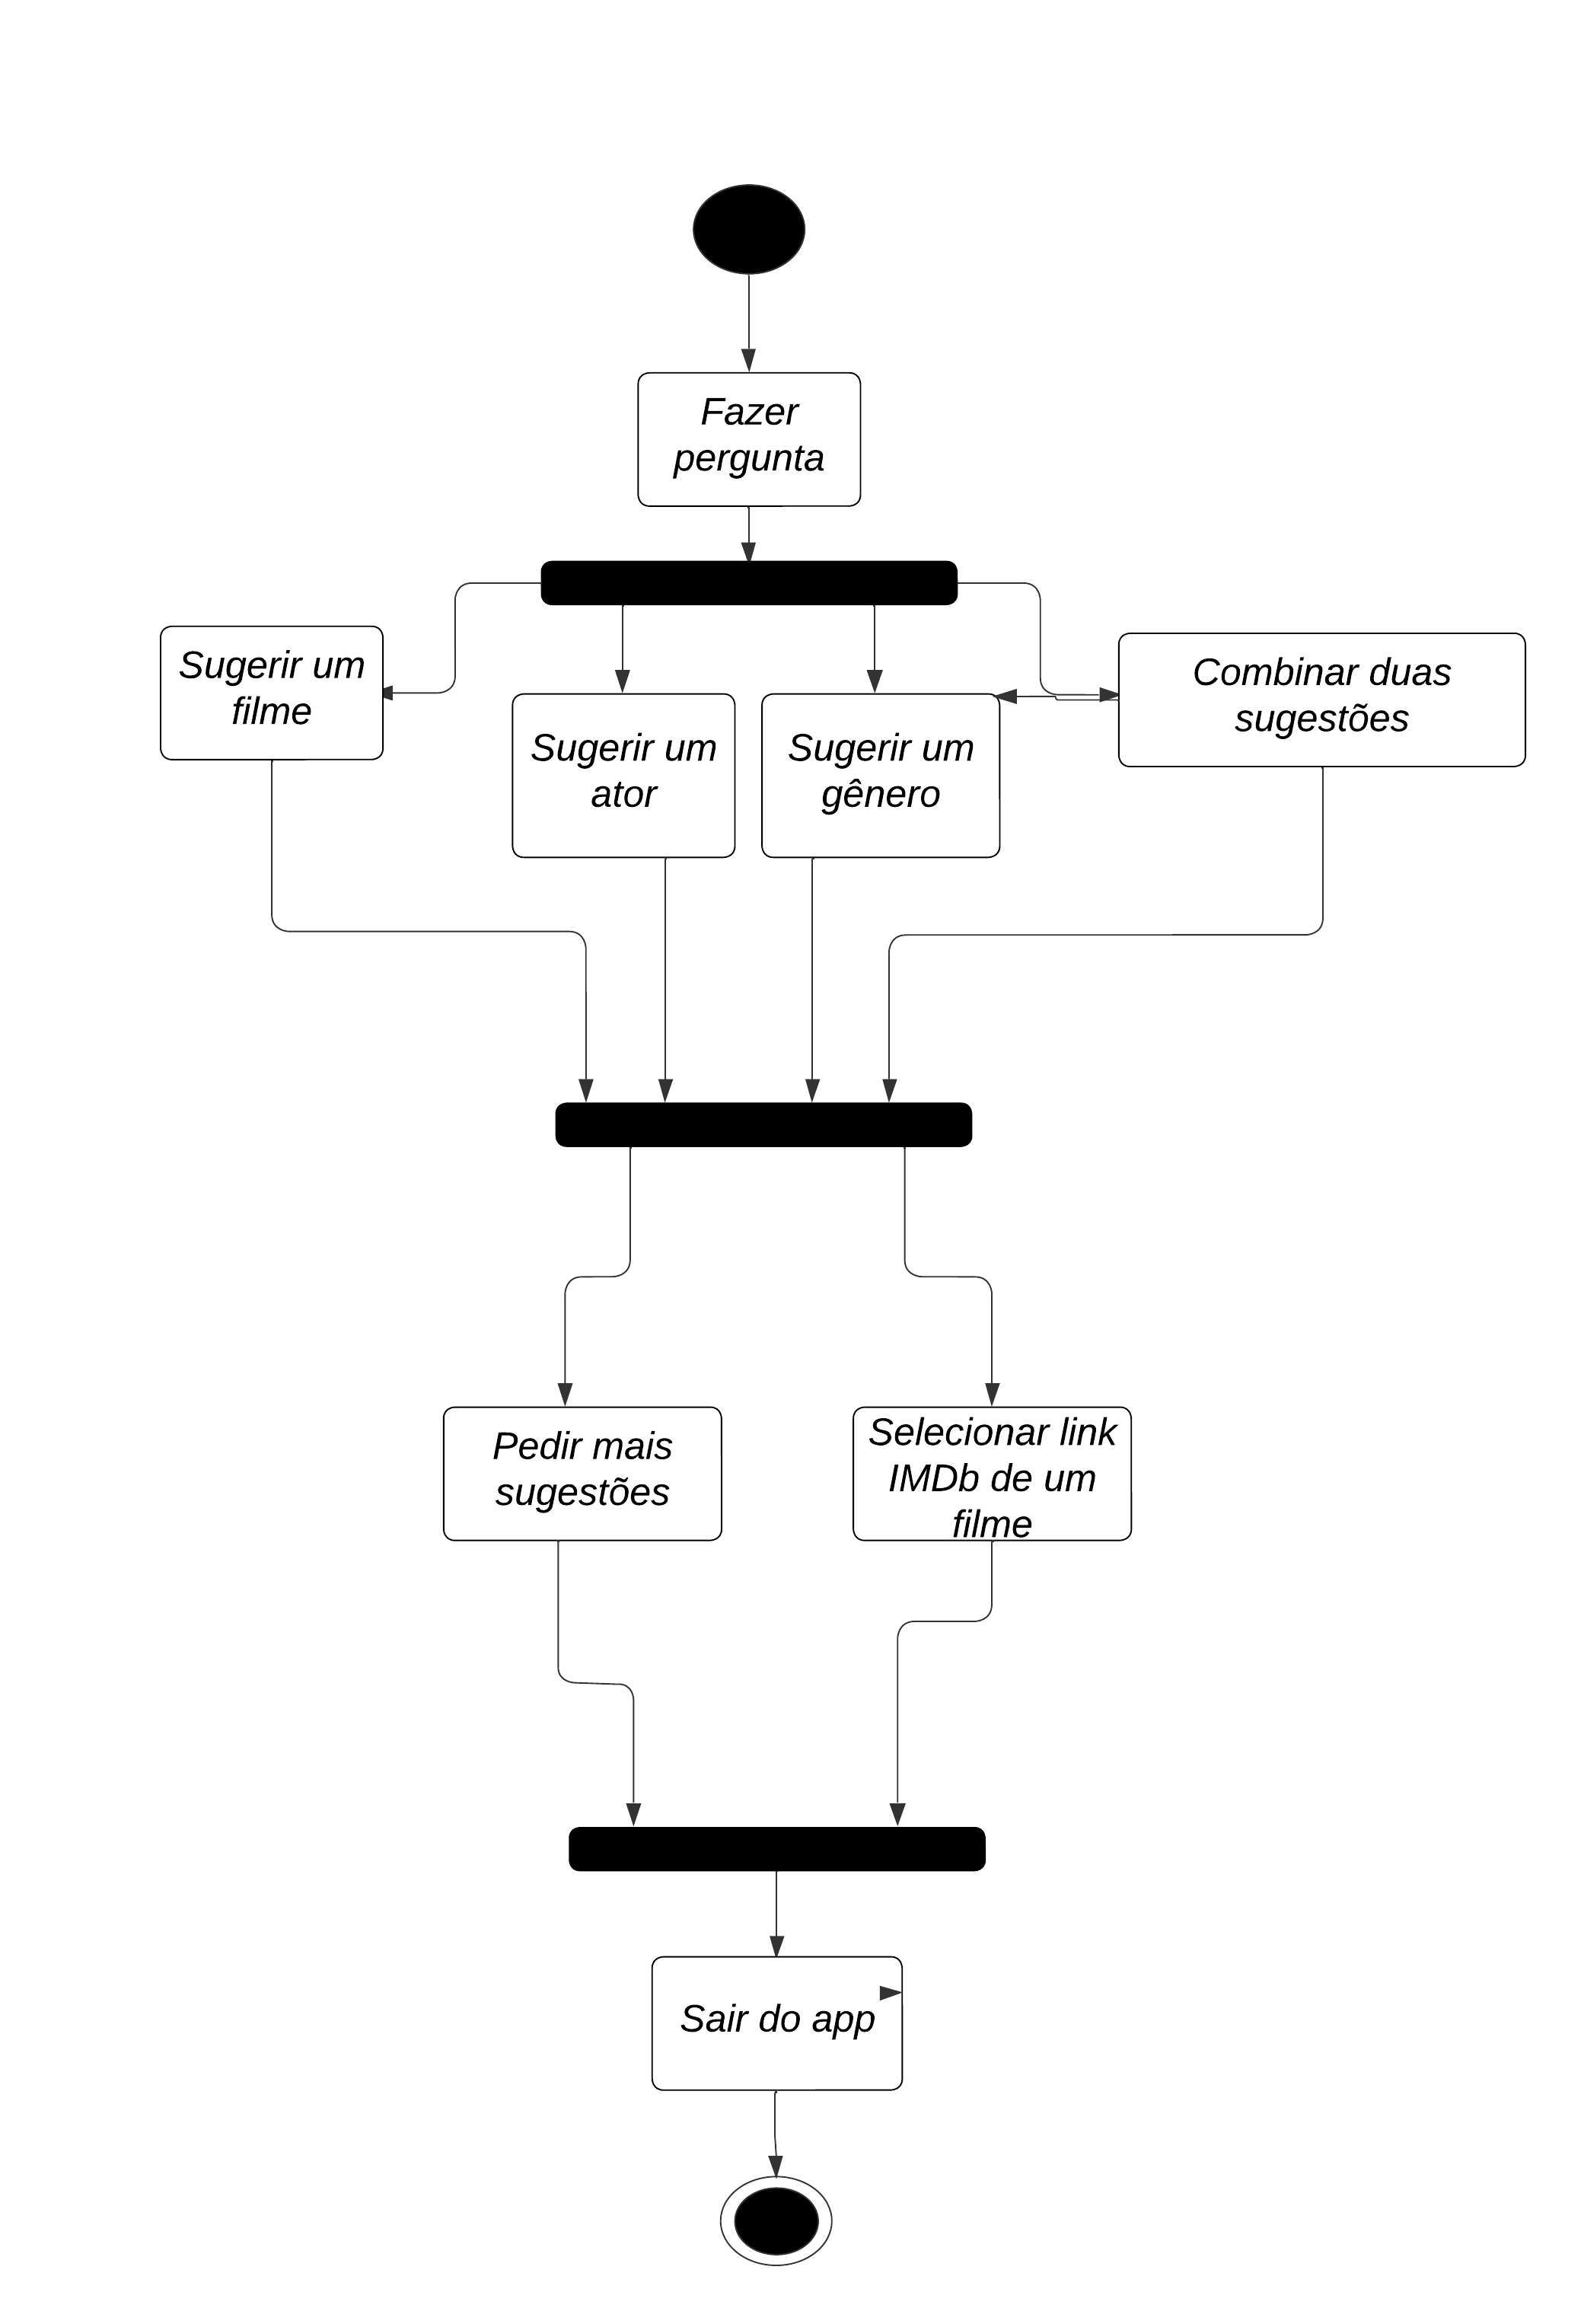 Fazer
pergunta
Sugerir um
filme
Sugerir um
ator
Sugerir um
gênero
Combinar duas
sugestões
Pedir mais
sugestões
Selecionar link
IMDb de um
filme
Sair do app